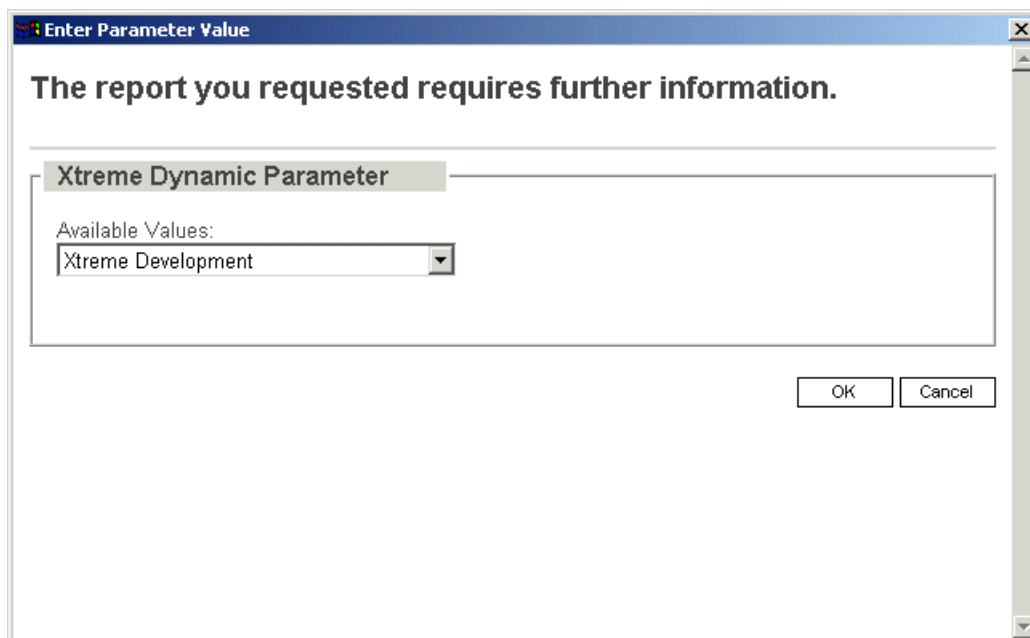 Enter Parameter Value
The report you requested requires further information.
Xtreme Dynamic Parameter
Available Values:
Xtreme Development
OK
Cancel